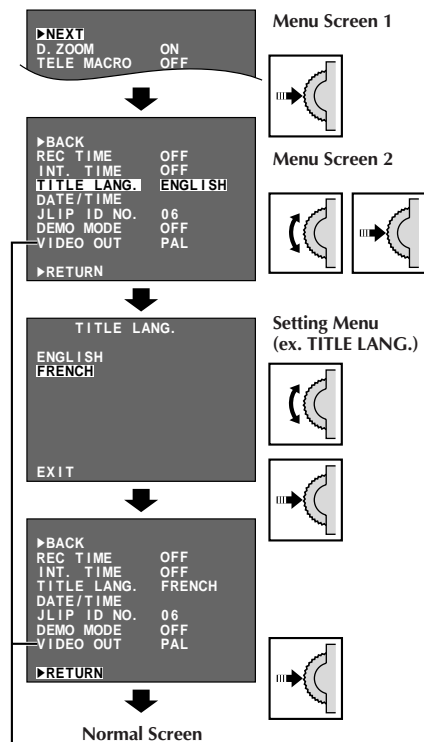 ▶NEXT
D. ZOOM ON
TELE MACRO OFF
Menu Screen 1
▶BACK
REC TIME OFF
INT. TIME OFF
TITLE LANG. ENGLISH
DATE/TIME
JLIP ID NO. 06
DEMO MODE OFF
VIDEO OUT PAL
▶RETURN
Menu Screen 2
TITLE LANG.
ENGLISH
FRENCH
EXIT
Setting Menu
(ex. TITLE LANG.)
▶BACK
REC TIME OFF
INT. TIME OFF
TITLE LANG. FRENCH
DATE/TIME
JLIP ID NO. 06
DEMO MODE OFF
VIDEO OUT PAL
▶RETURN
Normal Screen